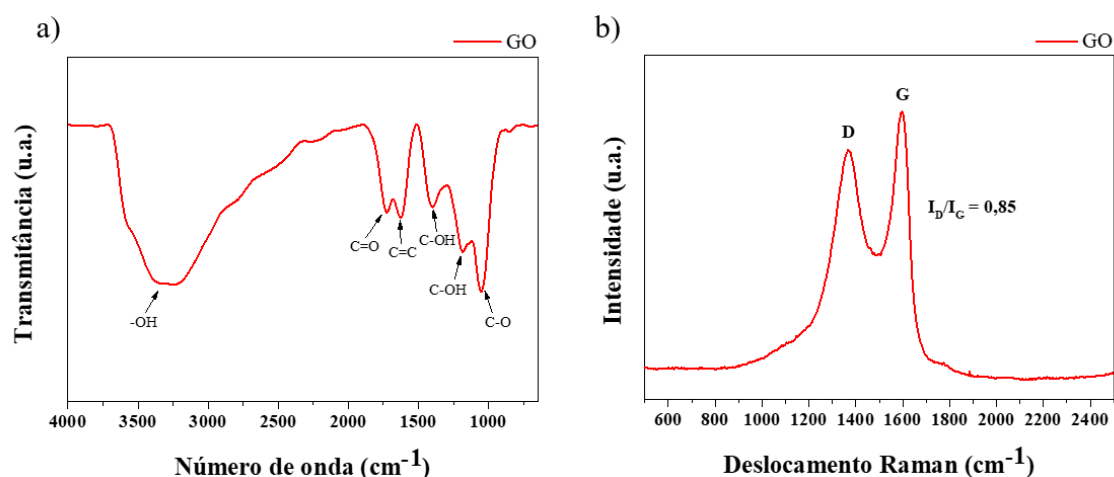 a)
GO
Transmitância (u.a.)
-OH
C=O
C=C
C-OH
C-OH
C-O
4000 3500 3000 2500 2000 1500 1000
Número de onda (cm-1)
b)
GO
Intensidade (u.a.)
D
G
ID/IG = 0,85
600 800 1000 1200 1400 1600 1800 2000 2200 2400
Deslocamento Raman (cm-1)